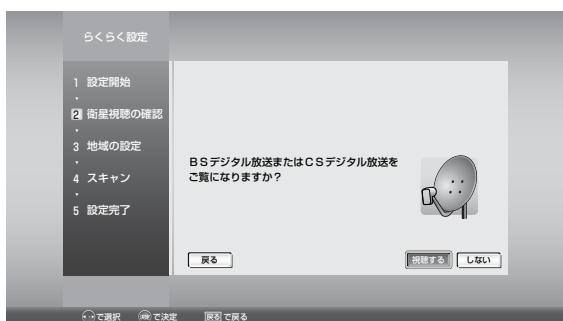 らくらく設定
1 設定開始
2 衛星視聴の確認
3 地域の設定
4 スキャン
5 設定完了
BSデジタル放送またはCSデジタル放送を
ご覧になりますか?
戻る 視聴する しない
で選択 決定 で決定 戻る で戻る